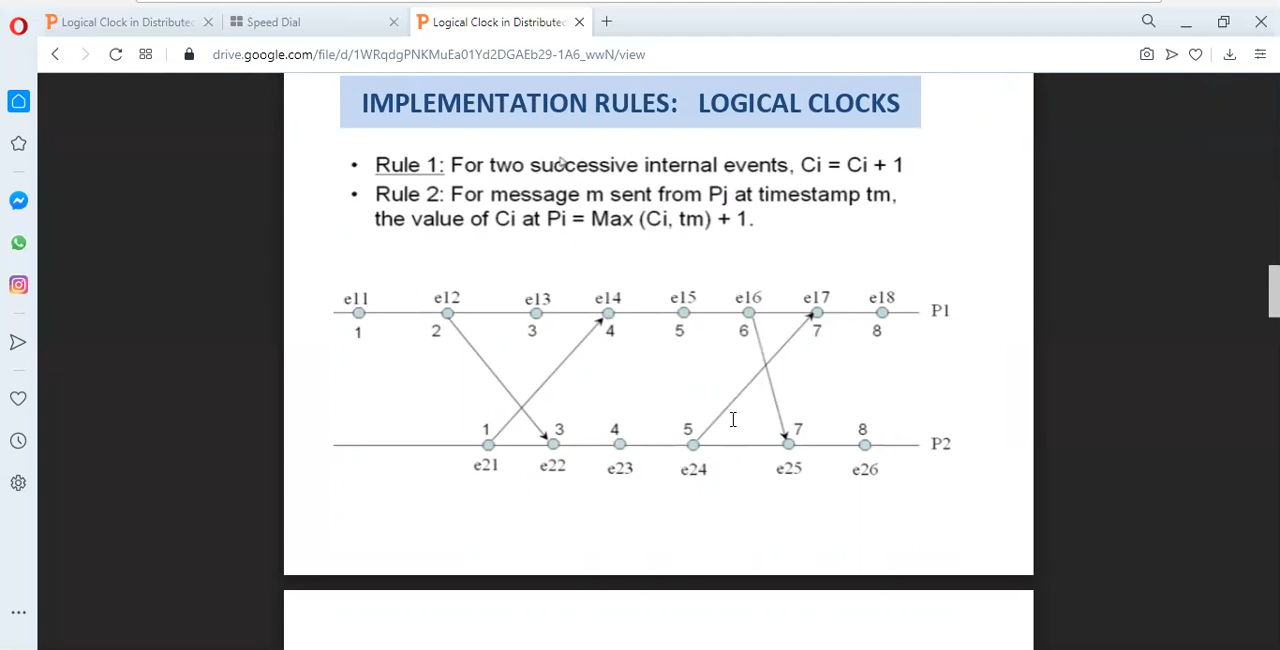 Logical Clock in Distributed
Speed Dial
Logical Clock in Distributed
drive.google.com/file/d/1WRqdgPNKMuEa01Yd2DGAEb29-1A6_wwN/view
IMPLEMENTATION RULES: LOGICAL CLOCKS
• Rule 1: For two successive internal events, Ci = Ci + 1
• Rule 2: For message m sent from Pj at timestamp tm,
the value of Ci at Pi = Max (Ci, tm) + 1.
e11 e12 e13 e14 e15 e16 e17 e18 P1
1 2 3 4 5 6 7 8
1 3 4 5 7 8 P2
e21 e22 e23 e24 e25 e26